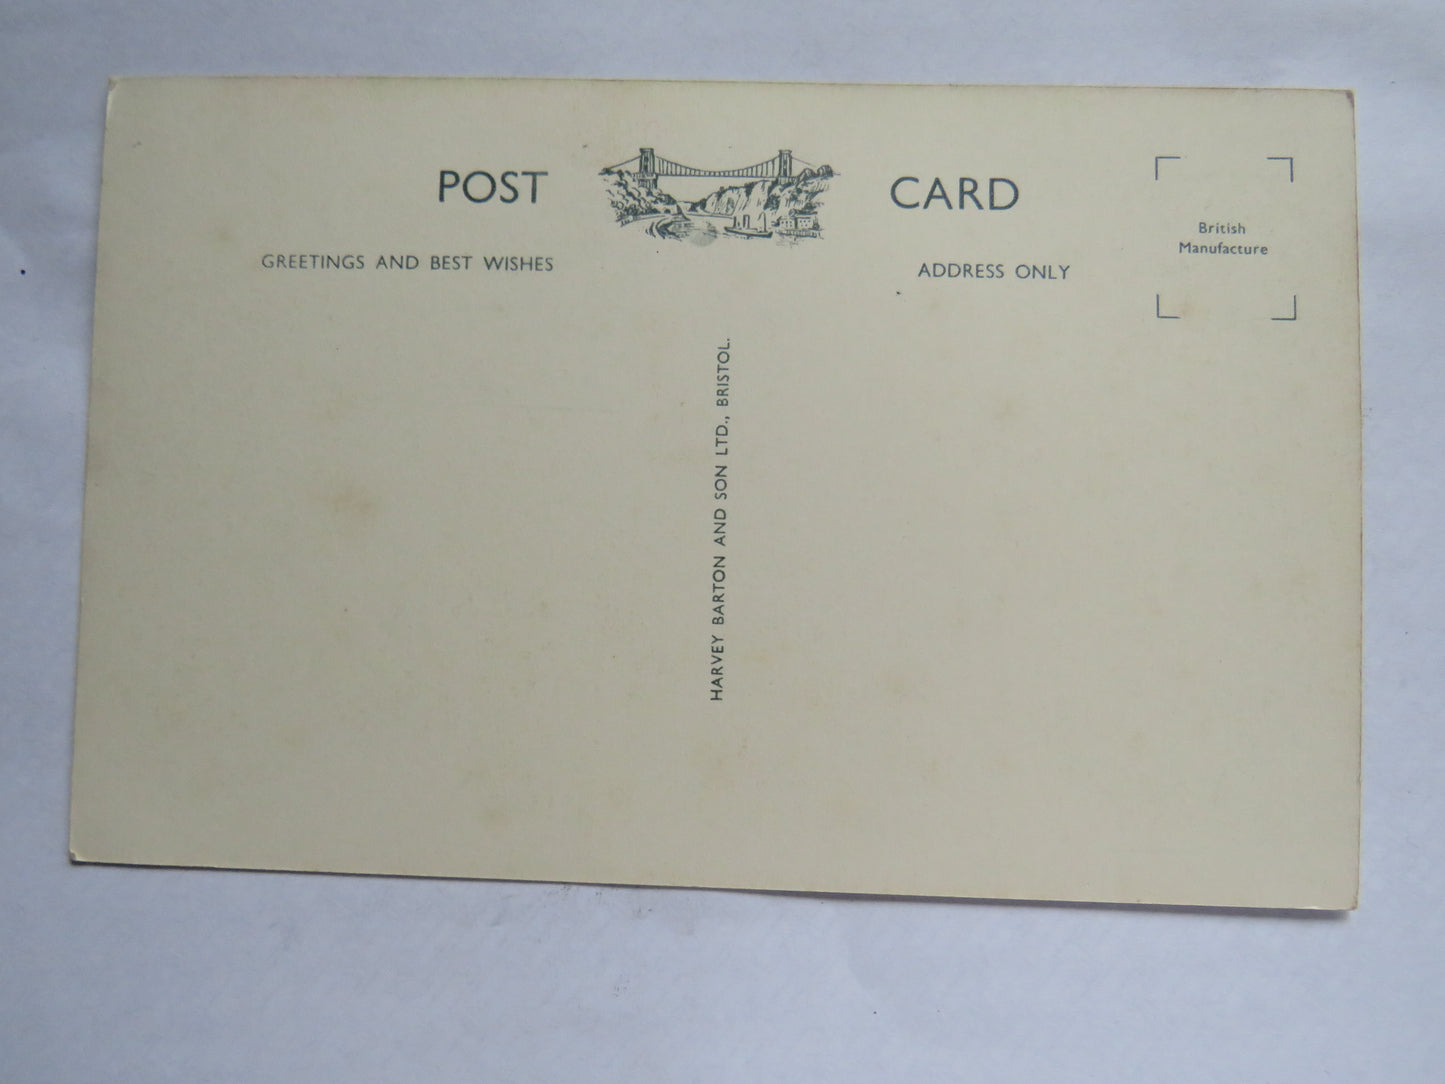 POST CARD
GREETINGS AND BEST WISHES
ADDRESS ONLY
British
Manufacture
HARVEY BARTON AND SON LTD., BRISTOL.